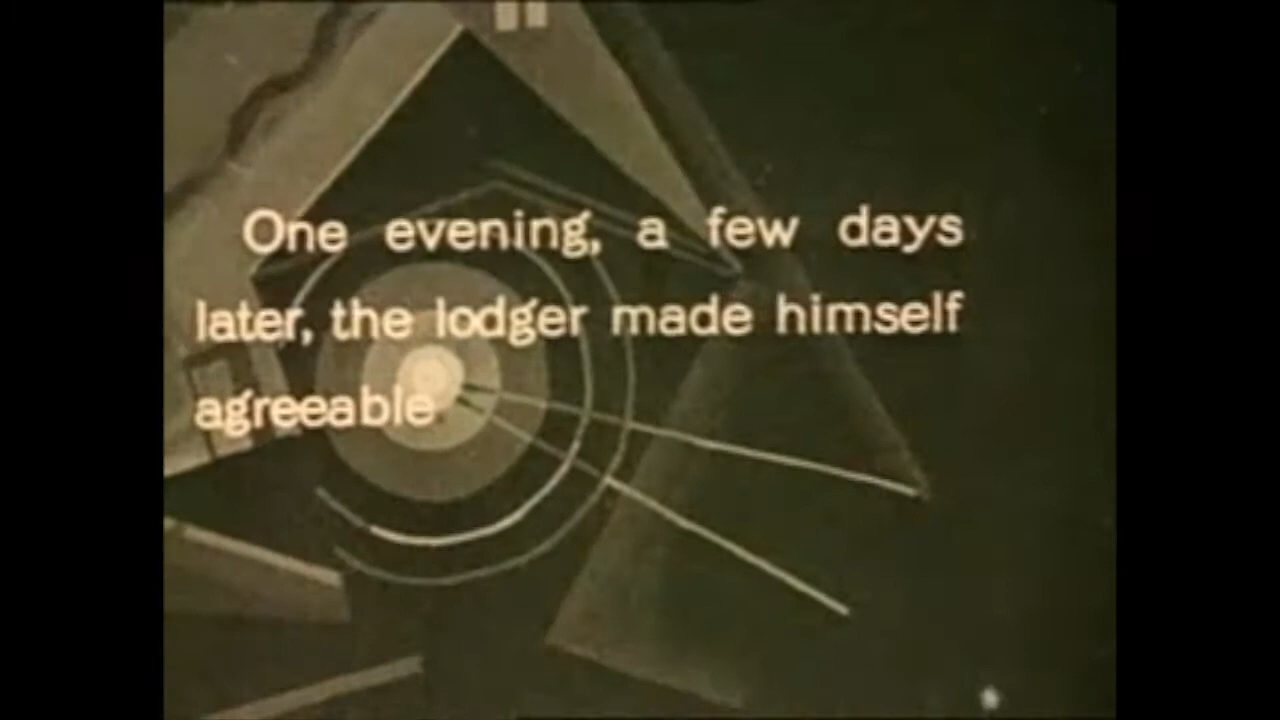 One evening, a few days
later, the lodger made himself
agreeable.